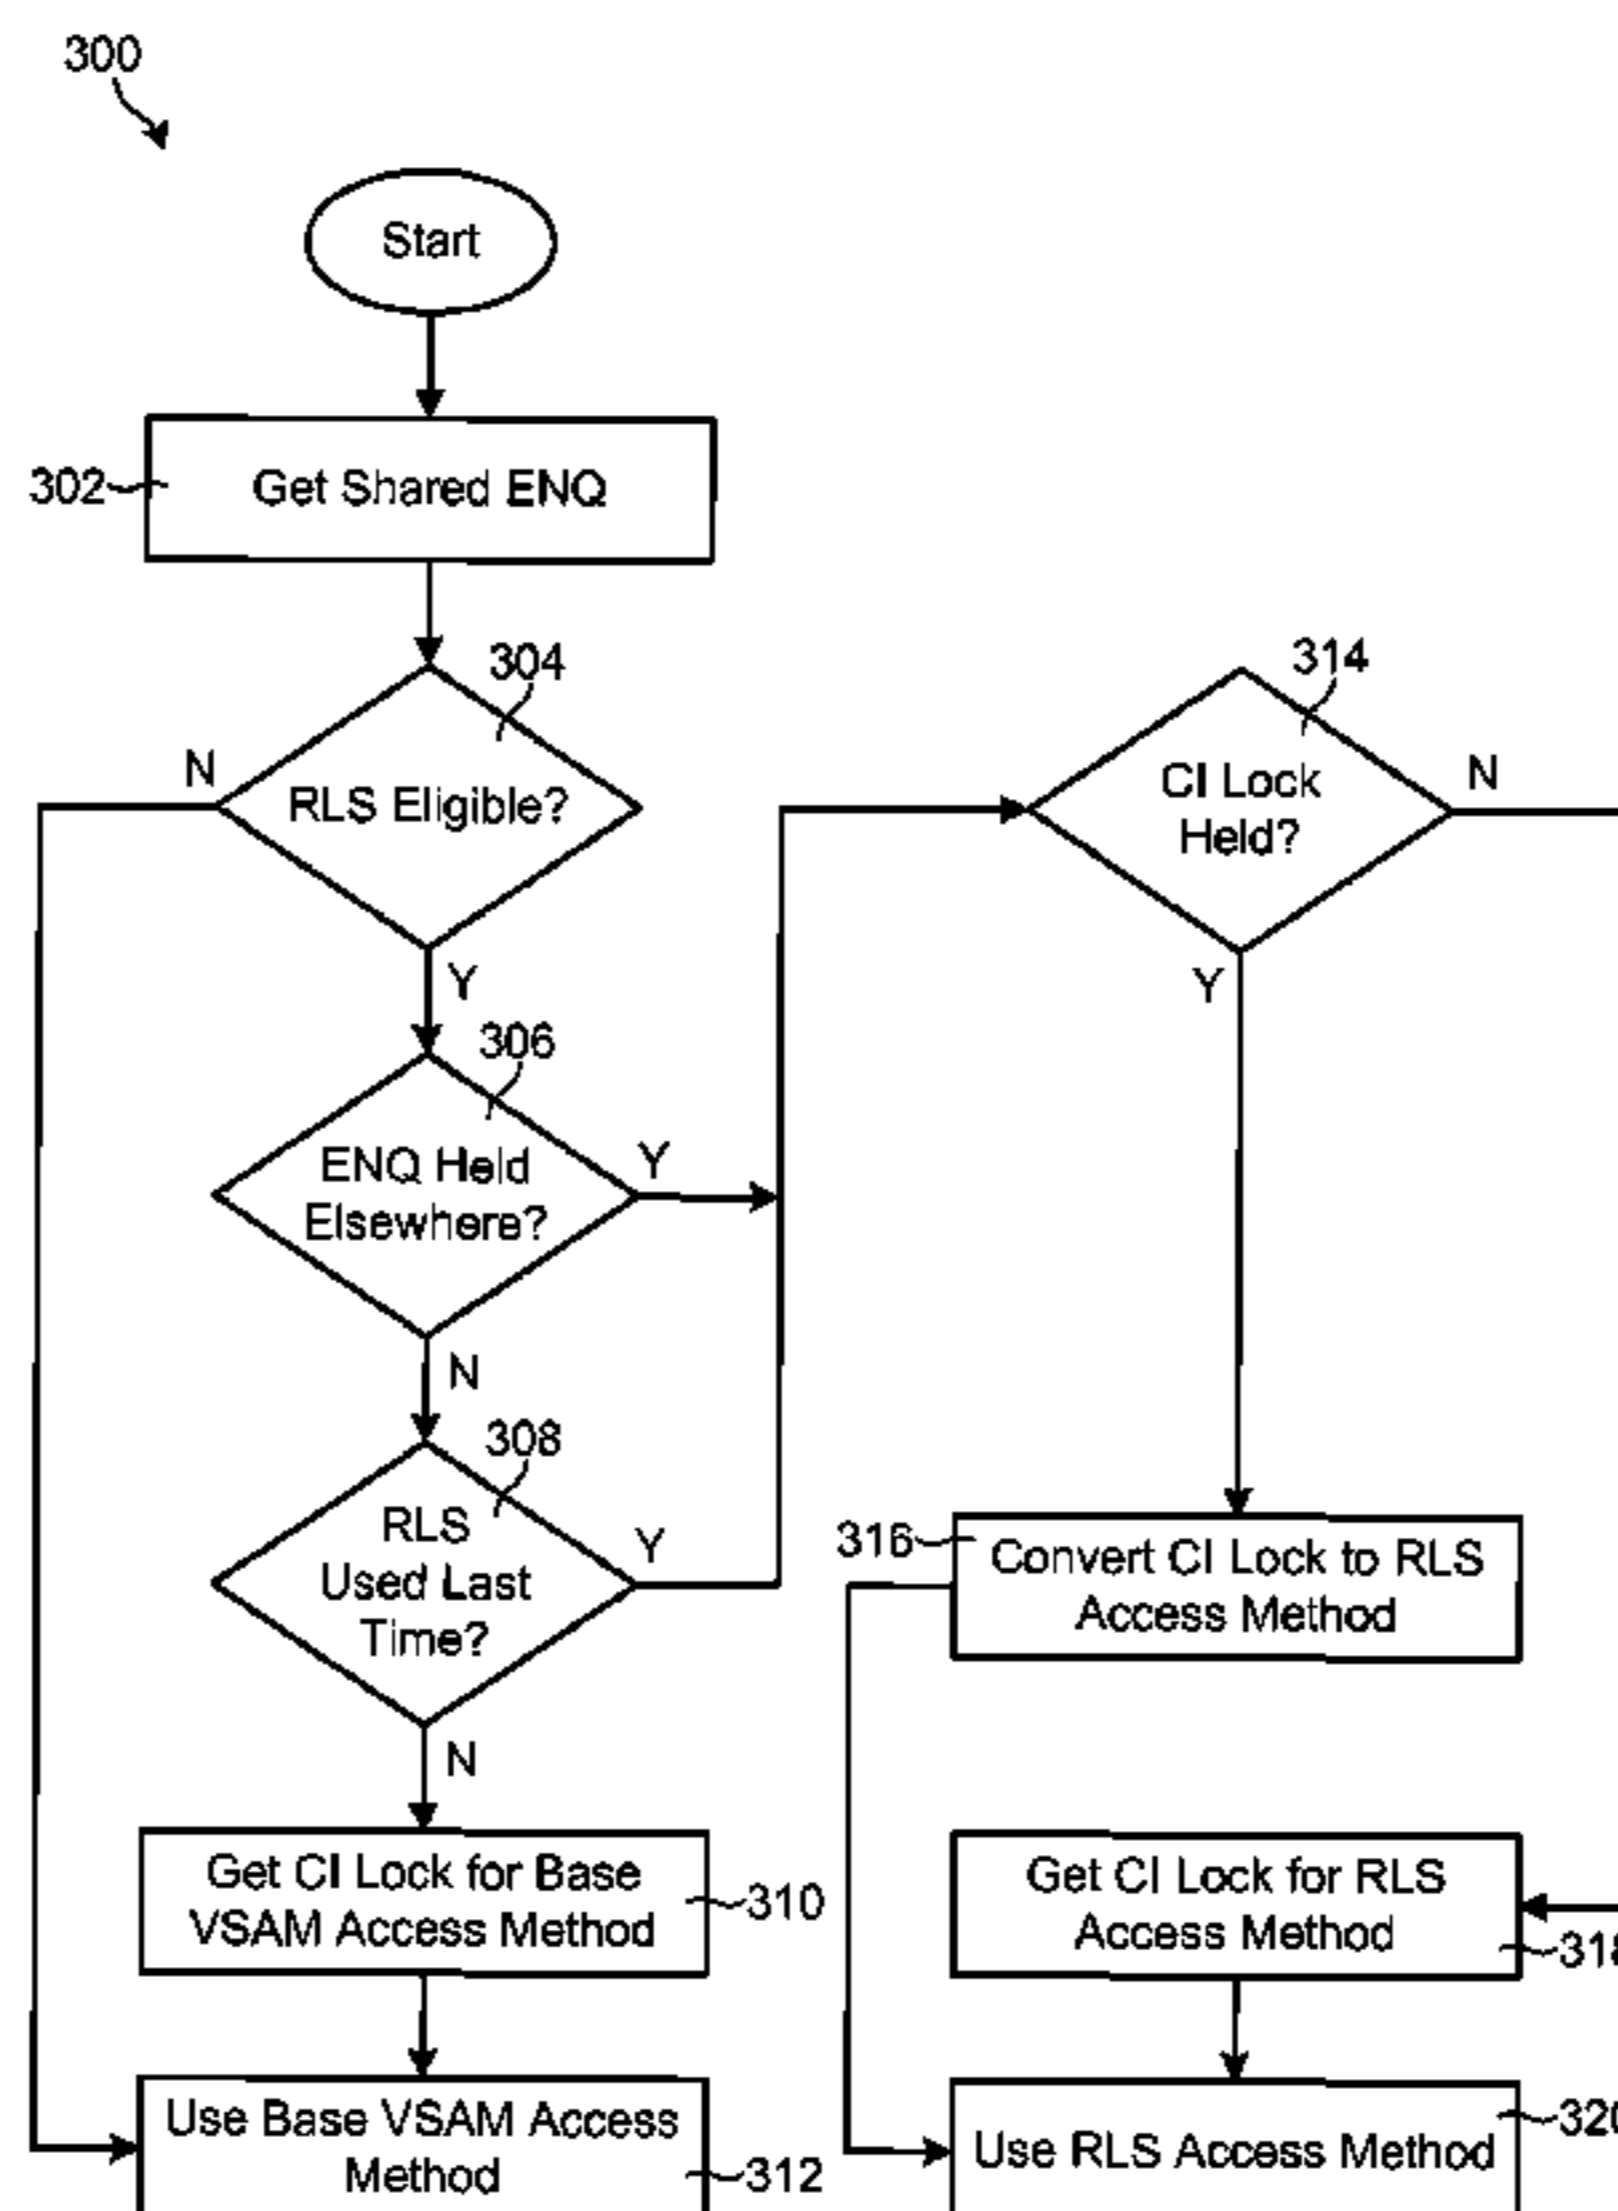 300
Start
302
Get Shared ENQ
304
N
RLS Eligible?
Y
306
ENQ Held
Elsewhere?
Y
N
308
RLS
Used Last
Time?
Y
N
Get CI Lock for Base
VSAM Access Method
310
Use Base VSAM Access
Method
312
314
CI Lock
Held?
N
Y
316
Convert CI Lock to RLS
Access Method
Get CI Lock for RLS
Access Method
318
Use RLS Access Method
320